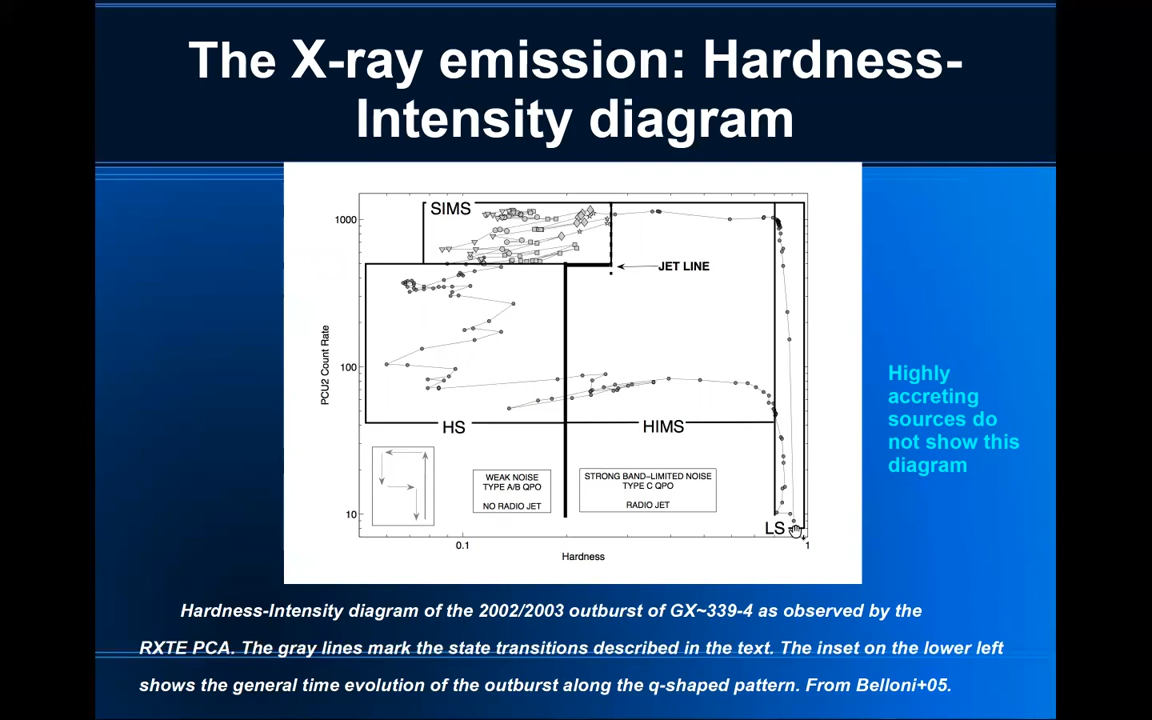 The X-ray emission: Hardness-
Intensity diagram
SIMS
1000
JET LINE
100
PCU2 Count Rate
HS
HIMS
WEAK NOISE
TYPE A/B QPO
NO RADIO JET
STRONG BAND-LIMITED NOISE
TYPE C QPO
RADIO JET
10
LS
0.1
1
Hardness
Highly
accreting
sources do
not show this
diagram
Hardness-Intensity diagram of the 2002/2003 outburst of GX~339-4 as observed by the
RXTE PCA. The gray lines mark the state transitions described in the text. The inset on the lower left
shows the general time evolution of the outburst along the q-shaped pattern. From Belloni+05.